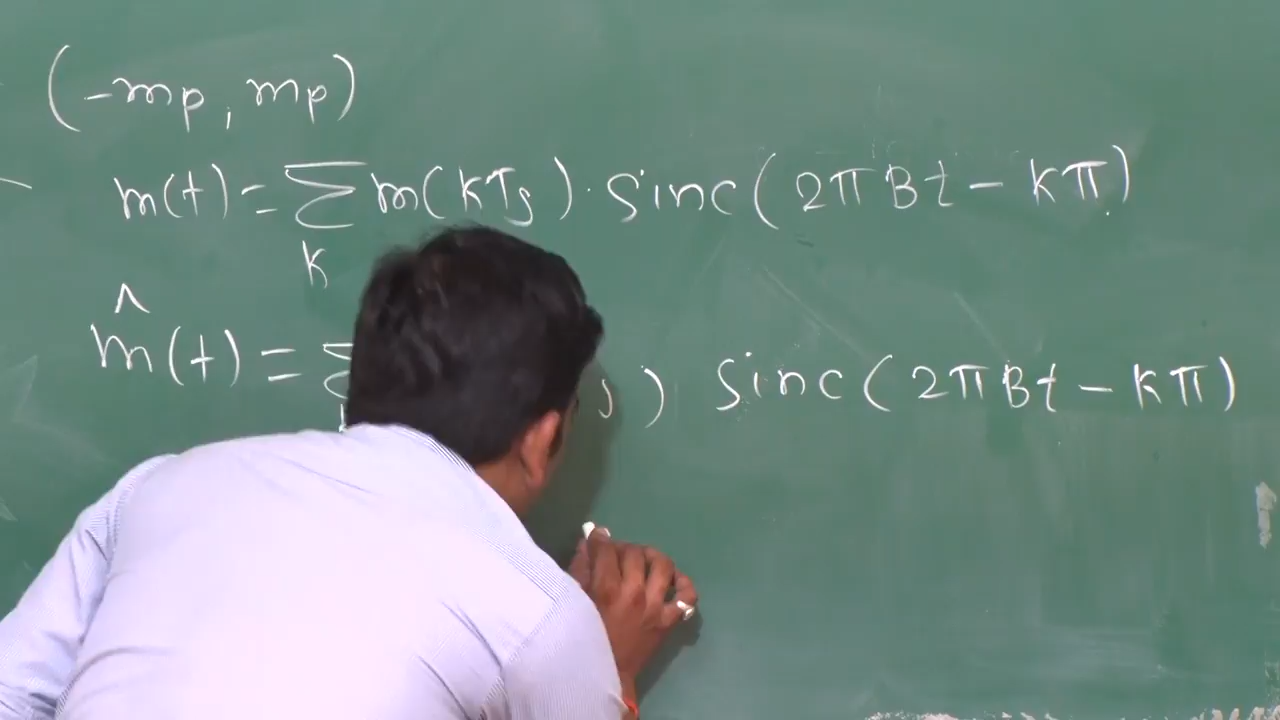 (-mp, mp)
m(t) = ∑ m(kTs) · Sinc(2πBt - kπ)
k
m̂(t) = ) Sinc(2πBt - kπ)